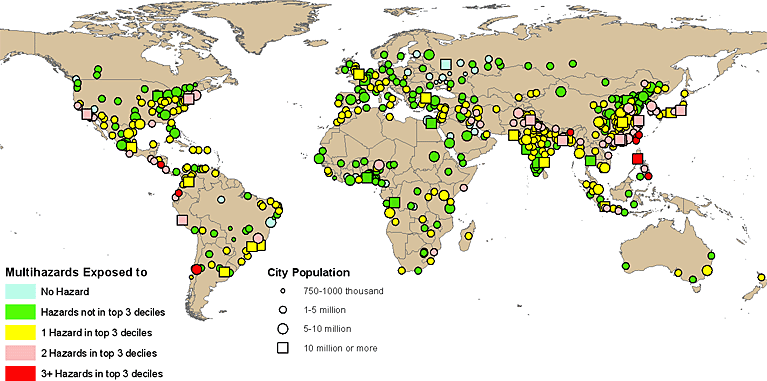 Multihazards Exposed to
No Hazard
Hazards not in top 3 deciles
1 Hazard in top 3 deciles
2 Hazards in top 3 declies
3+ Hazards in top 3 deciles
City Population
750-1000 thousand
1-5 million
5-10 million
10 million or more